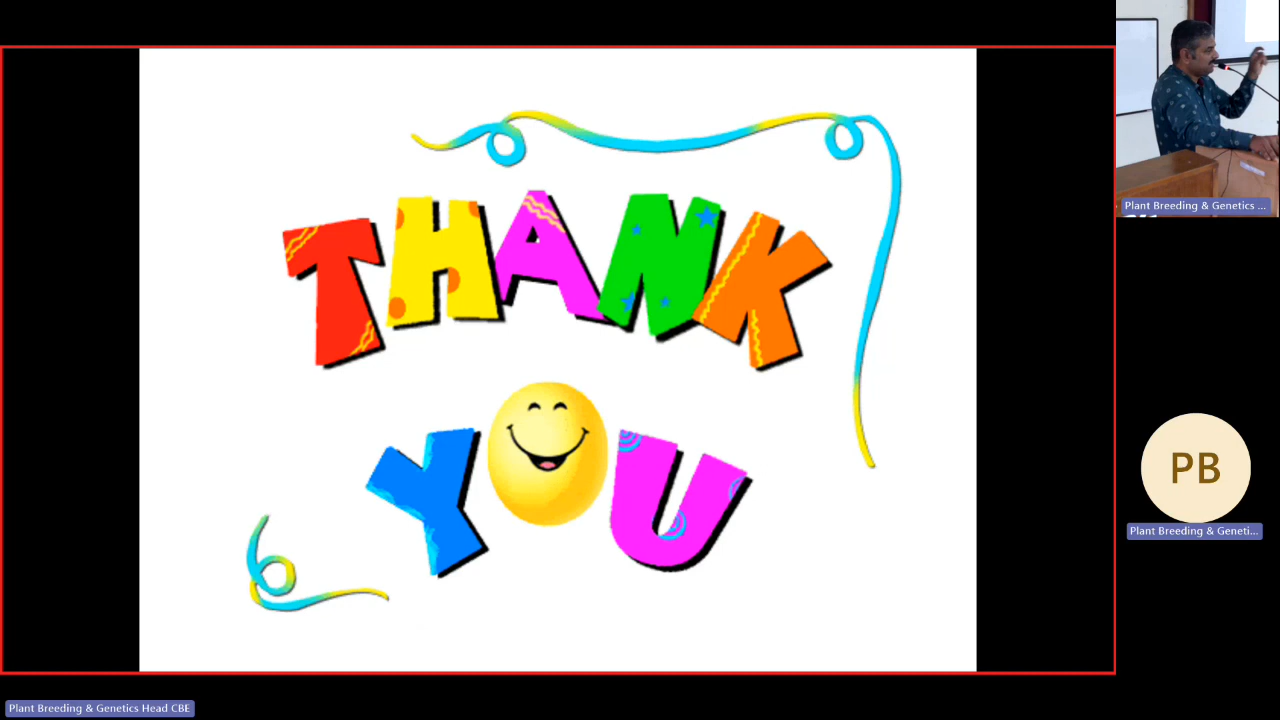 THANK
YOU
Plant Breeding & Genetics ...
PB
Plant Breeding & Geneti...
Plant Breeding & Genetics Head CBE